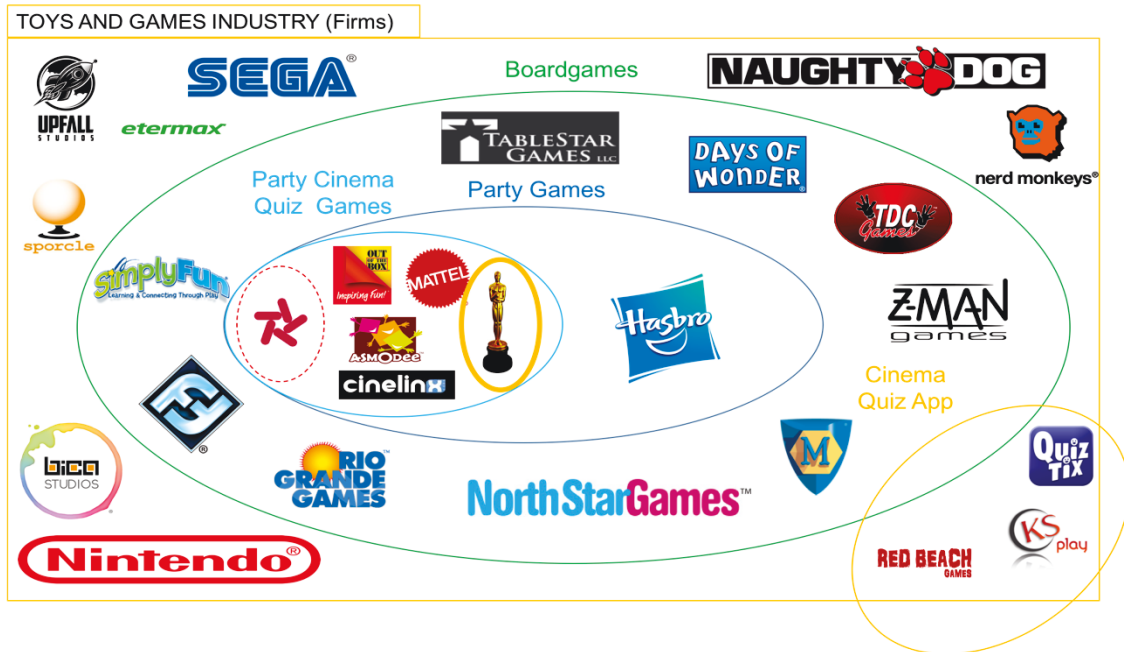 TOYS AND GAMES INDUSTRY (Firms)
UPFALL
STUDIOS
SEGA®
Boardgames
NAUGHTY DOG
etermax
TABLESTAR
GAMES LLC
DAYS OF
WONDER®
nerd monkeys®
sporcle
Party Cinema
Quiz Games
Party Games
TDC
Games
SimplyFun®
Learning & Connecting Through Play
OUT
OF THE
BOX
Inspiring Fun!
MATTEL
ASMODEE™
cinelinx
Hasbro
Z-MAN
games
Cinema
Quiz App
®
bica
STUDIOS
RIO™
GRANDE
GAMES
NorthStarGames™
M
Quiz
Tix
KS
play
RED BEACH
GAMES
Nintendo®